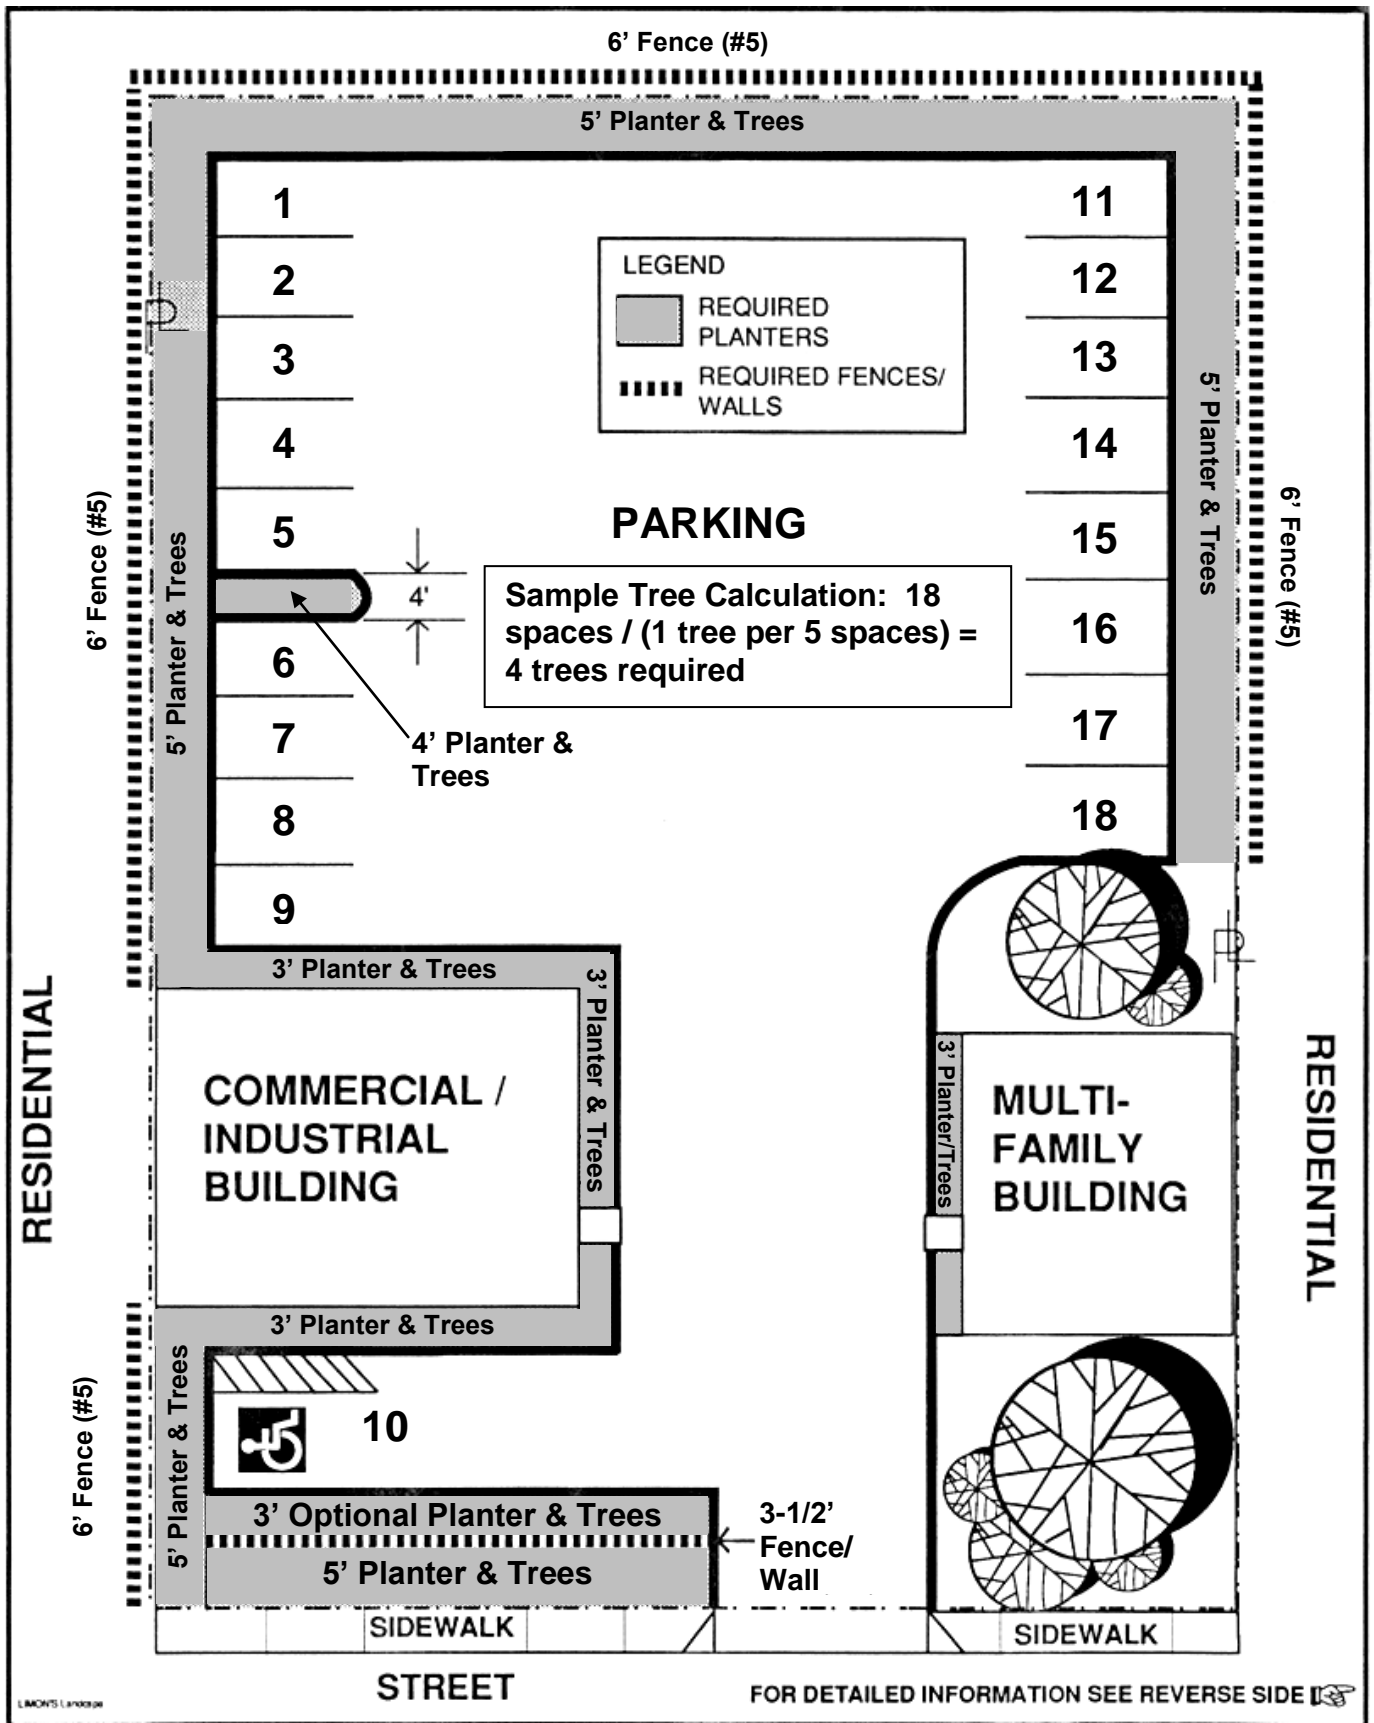 6’ Fence (#5)
5’ Planter & Trees
1
2
3
4
5
6
7
8
9
11
12
13
14
15
16
17
18
LEGEND
REQUIRED
PLANTERS
REQUIRED FENCES/
WALLS
6’ Fence (#5)
5’ Planter & Trees
5’ Planter & Trees
6’ Fence (#5)
PARKING
4'
Sample Tree Calculation: 18
spaces / (1 tree per 5 spaces) =
4 trees required
4’ Planter &
Trees
3’ Planter & Trees
3’ Planter & Trees
RESIDENTIAL
COMMERCIAL /
INDUSTRIAL
BUILDING
3’ Planter/Trees
MULTI-
FAMILY
BUILDING
RESIDENTIAL
3’ Planter & Trees
6’ Fence (#5)
5’ Planter & Trees
10
3’ Optional Planter & Trees
5’ Planter & Trees
3-1/2’
Fence/
Wall
SIDEWALK
SIDEWALK
STREET
FOR DETAILED INFORMATION SEE REVERSE SIDE
LIMON'S Landscape